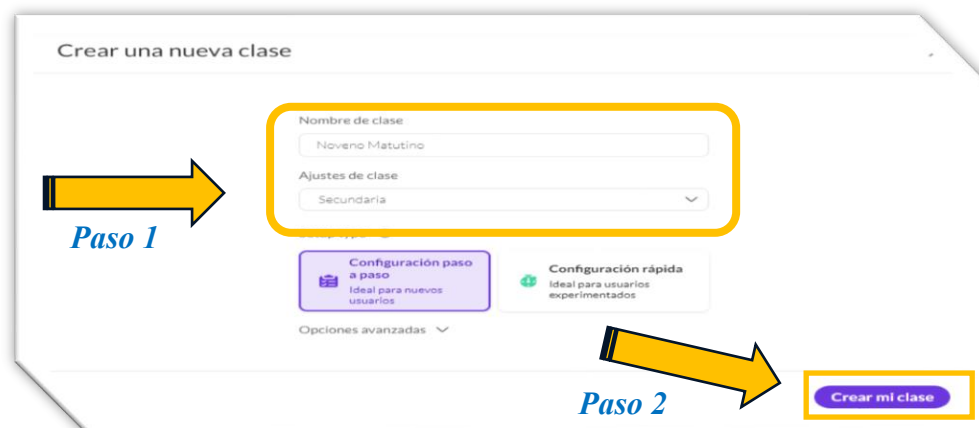 Crear una nueva clase
Nombre de clase
Noveno Matutino
Ajustes de clase
Secundaria
Paso 1
Configuración paso
a paso
Ideal para nuevos
usuarios
Configuración rápida
Ideal para usuarios
experimentados
Opciones avanzadas
Paso 2
Crear mi clase